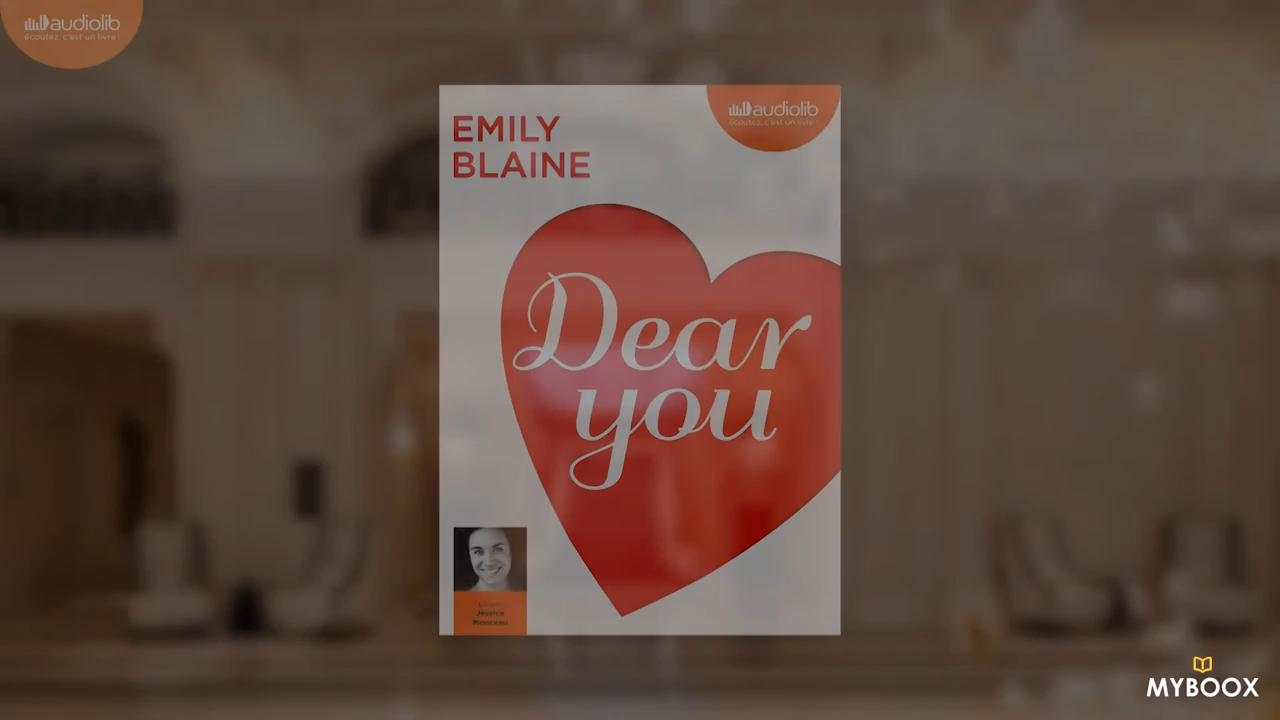 audiolib
écoutez, c'est un livre !
EMILY
BLAINE
audiolib
écoutez, c'est un livre !
Dear
you
Jessica
Monceau
MYBOOX